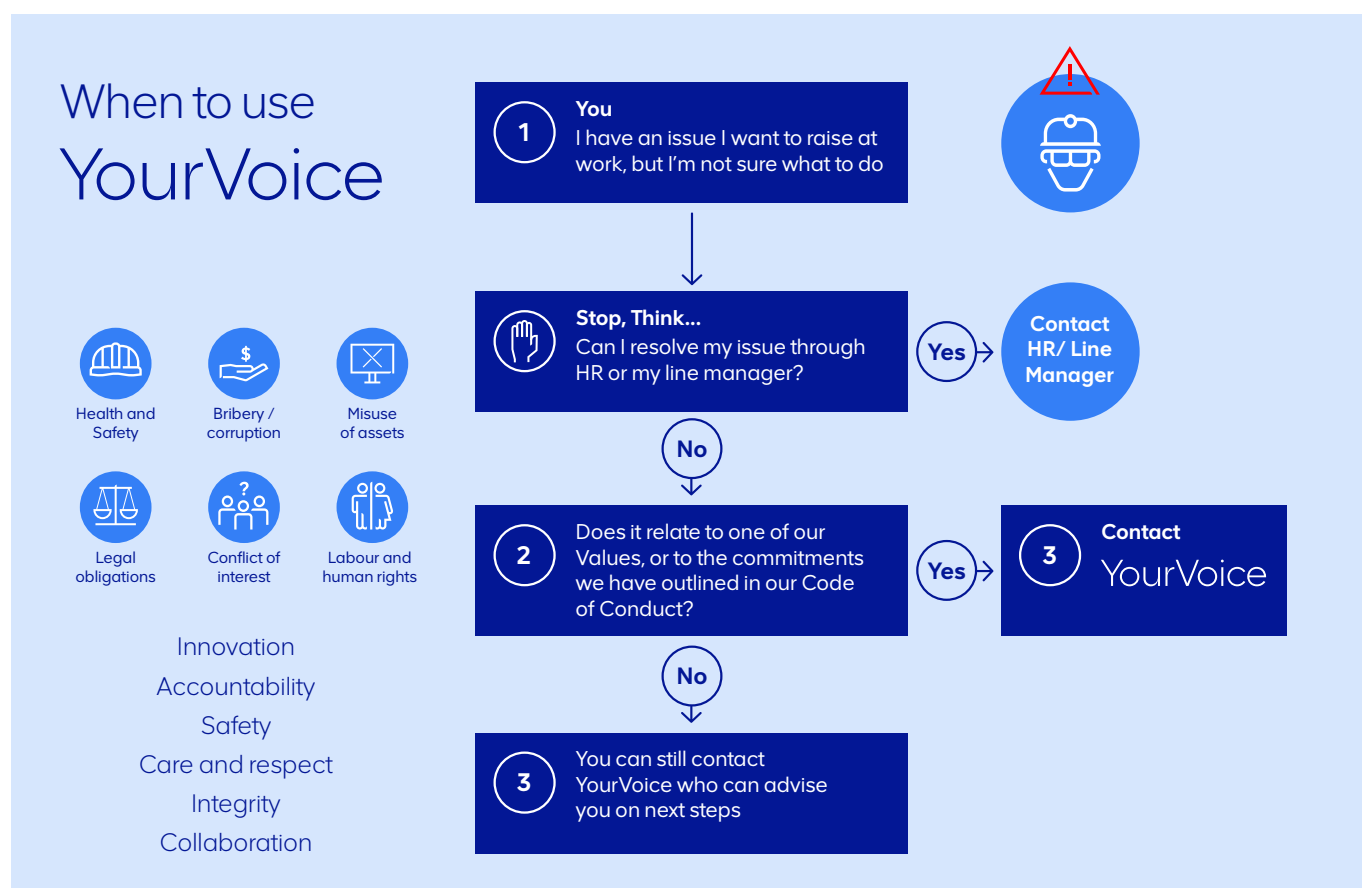 When to use
YourVoice
1
You
I have an issue I want to raise at
work, but I'm not sure what to do
!
Stop, Think...
Can I resolve my issue through
HR or my line manager?
Yes
Contact
HR/ Line
Manager
No
2
Does it relate to one of our
Values, or to the commitments
we have outlined in our Code
of Conduct?
Yes
3
Contact
YourVoice
No
3
You can still contact
YourVoice who can advise
you on next steps
Health and
Safety
$
Bribery /
corruption
Misuse
of assets
Legal
obligations
?
Conflict of
interest
Labour and
human rights
Innovation
Accountability
Safety
Care and respect
Integrity
Collaboration